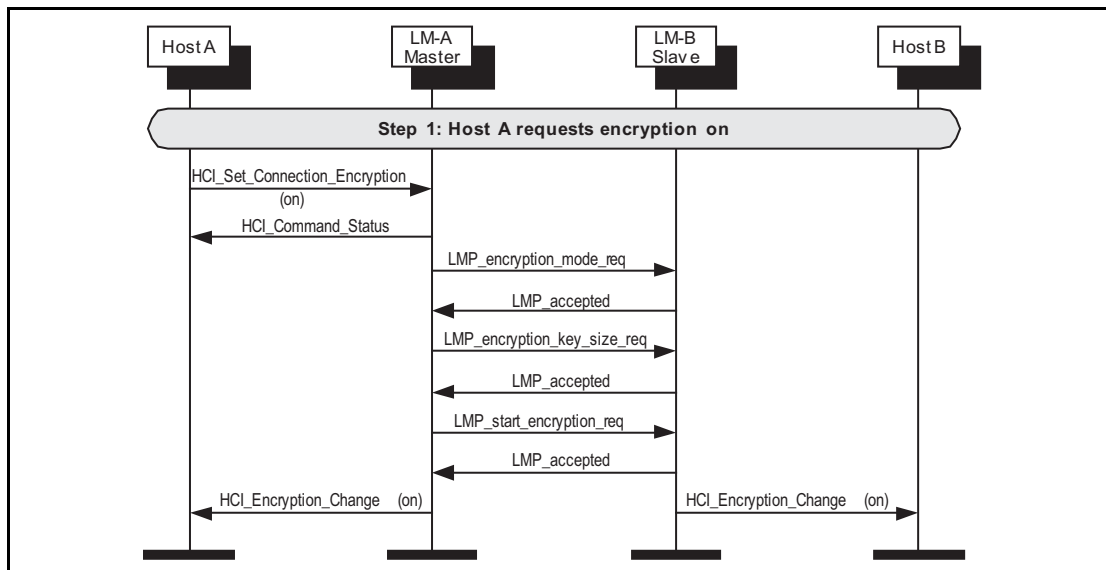 Host A
LM-A
Master
LM-B
Slave
Host B
Step 1: Host A requests encryption on
HCI_Set_Connection_Encryption
(on)
HCI_Command_Status
LMP_encryption_mode_req
LMP_accepted
LMP_encryption_key_size_req
LMP_accepted
LMP_start_encryption_req
LMP_accepted
HCI_Encryption_Change (on)
HCI_Encryption_Change (on)